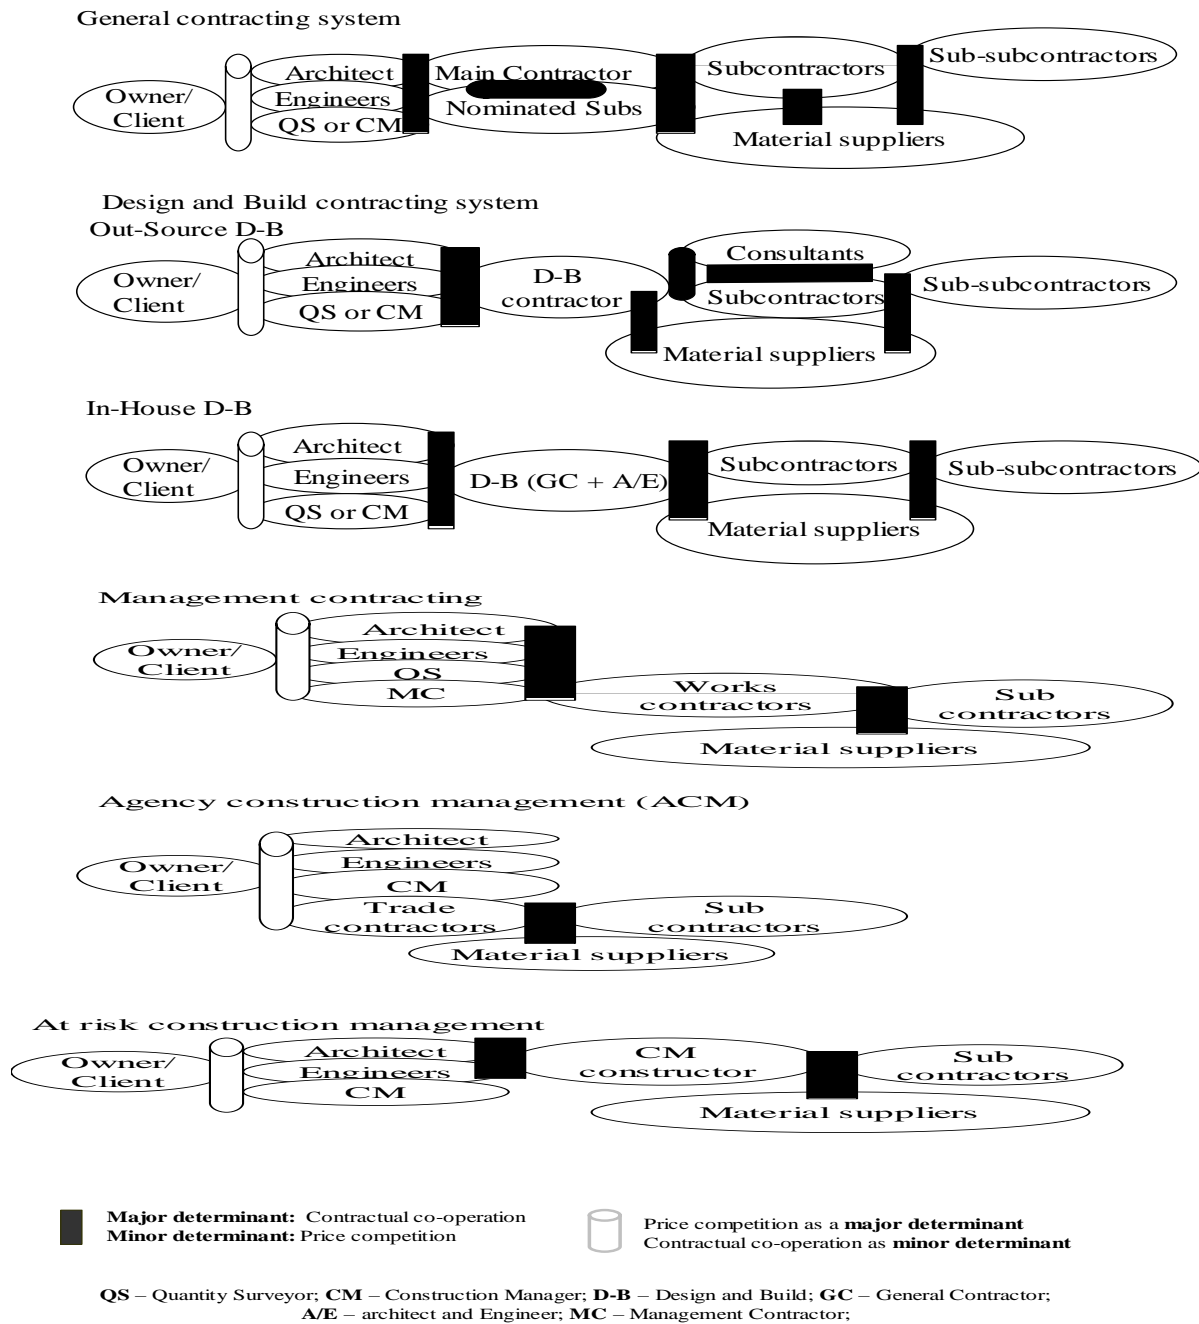 General contracting system
Owner/
Client
Architect
Engineers
QS or CM
Main Contractor
Nominated Subs
Subcontractors
Material suppliers
Sub-subcontractors
Design and Build contracting system
Out-Source D-B
Owner/
Client
Architect
Engineers
QS or CM
D-B
contractor
Consultants
Subcontractors
Material suppliers
Sub-subcontractors
In-House D-B
Owner/
Client
Architect
Engineers
QS or CM
D-B (GC + A/E)
Subcontractors
Material suppliers
Sub-subcontractors
Management contracting
Owner/
Client
Architect
Engineers
QS
MC
Works
contractors
Sub
contractors
Material suppliers
Agency construction management (ACM)
Owner/
Client
Architect
Engineers
CM
Trade
contractors
Sub
contractors
Material suppliers
At risk construction management
Owner/
Client
Architect
Engineers
CM
CM
constructor
Sub
contractors
Material suppliers
Major determinant: Contractual co-operation
Minor determinant: Price competition
Price competition as a major determinant
Contractual co-operation as minor determinant
QS – Quantity Surveyor; CM – Construction Manager; D-B – Design and Build; GC – General Contractor;
A/E – architect and Engineer; MC – Management Contractor;